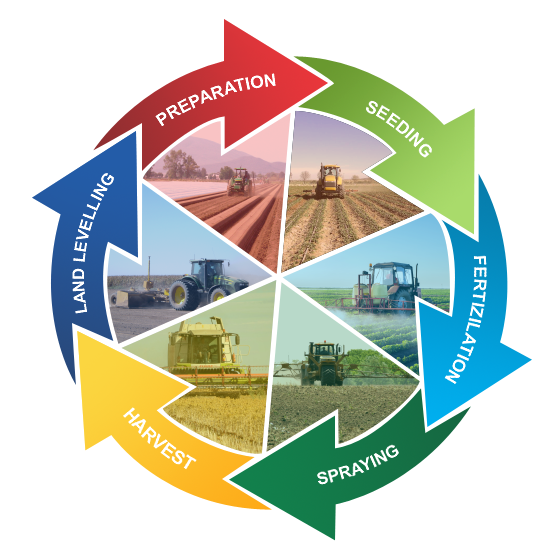 PREPARATION
SEEDING
FERTIZILATION
SPRAYING
HARVEST
LAND LEVELLING